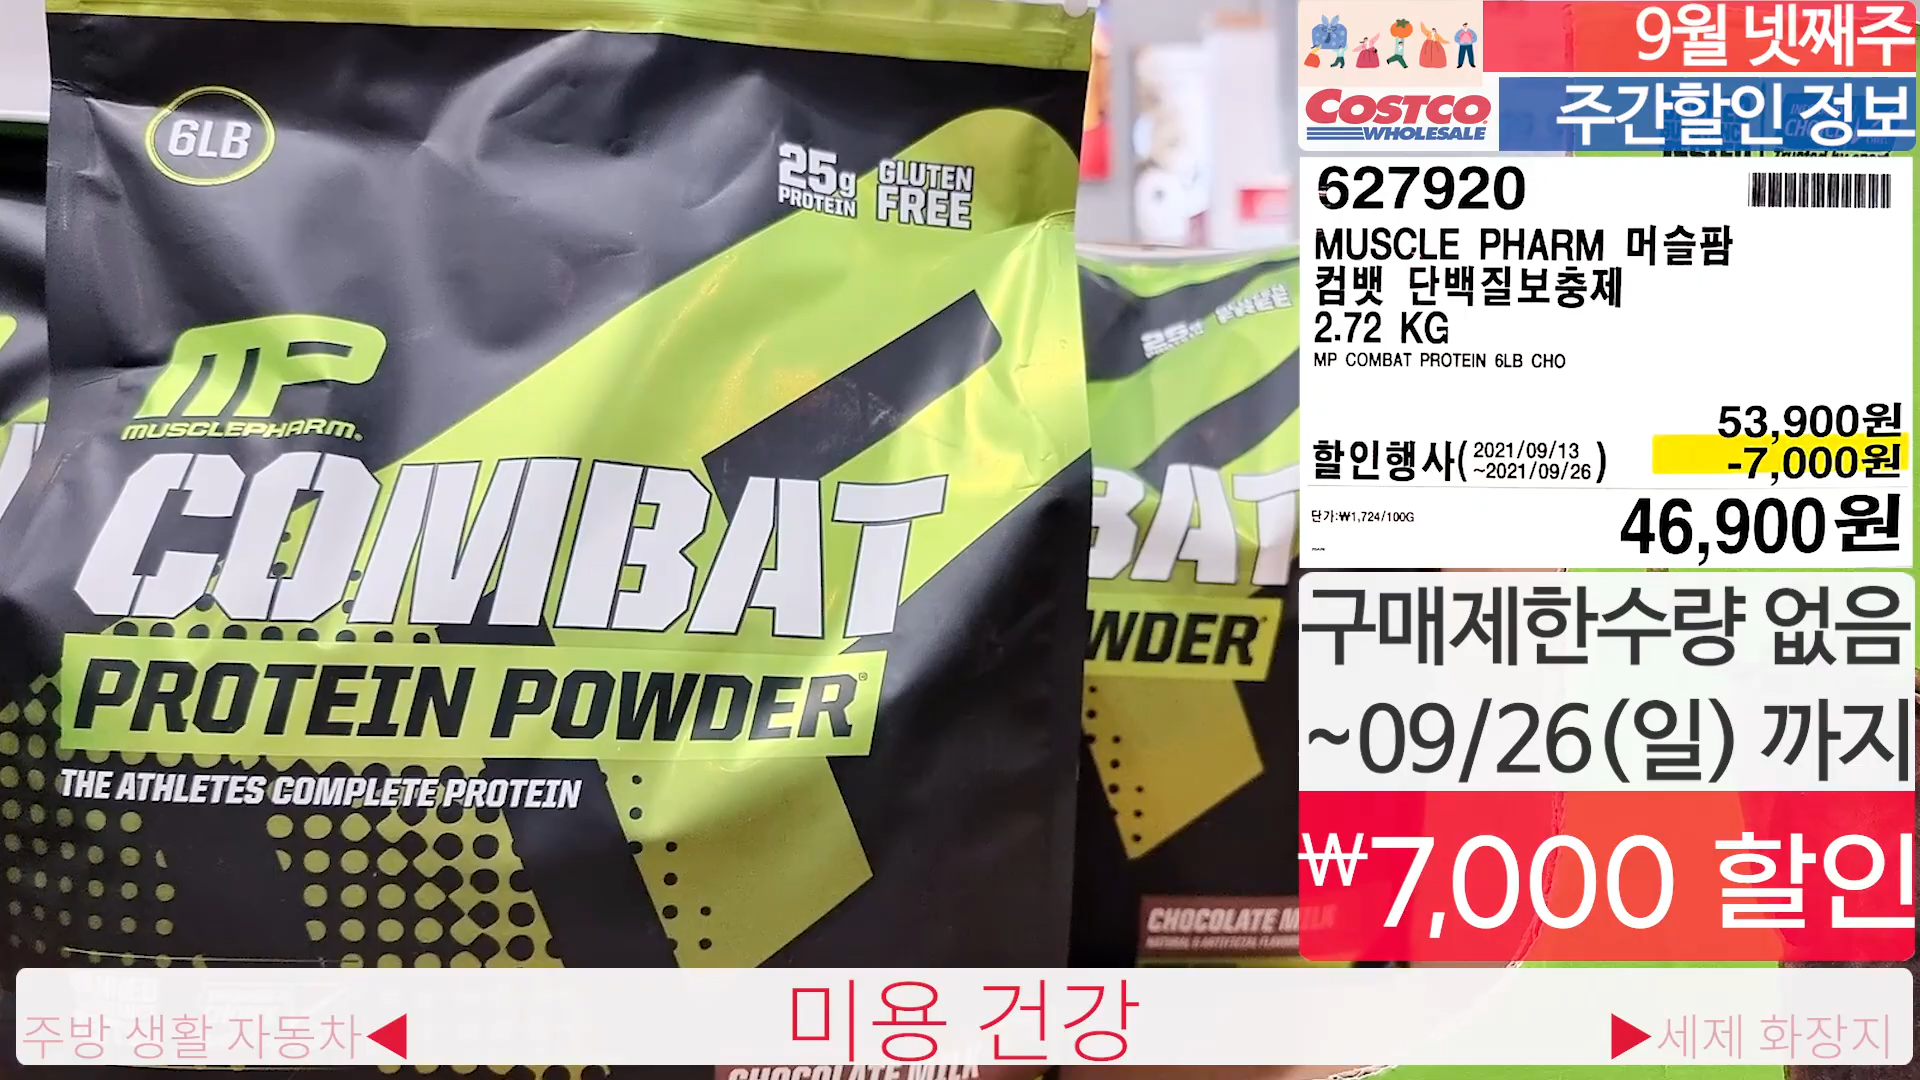 6LB
25g
PROTEIN
GLUTEN
FREE
MP
MUSCLEPHARM
COMBAT
PROTEIN POWDER
THE ATHLETES COMPLETE PROTEIN
25g
FREE
BAT
WDER
CHOCOLATE MILK
CHOCOLATE MILK
9월 넷째주
COSTCO
WHOLESALE
주간할인 정보
627920
MUSCLE PHARM 머슬팜
컴뱃 단백질보충제
2.72 KG
MP COMBAT PROTEIN 6LB CHO
53,900원
할인행사( 2021/09/13 ~2021/09/26 ) -7,000원
단가:₩1,724/100G
46,900원
구매제한수량 없음
~09/26(일) 까지
₩7,000 할인
주방 생활 자동차◀
미용 건강
▶세제 화장지